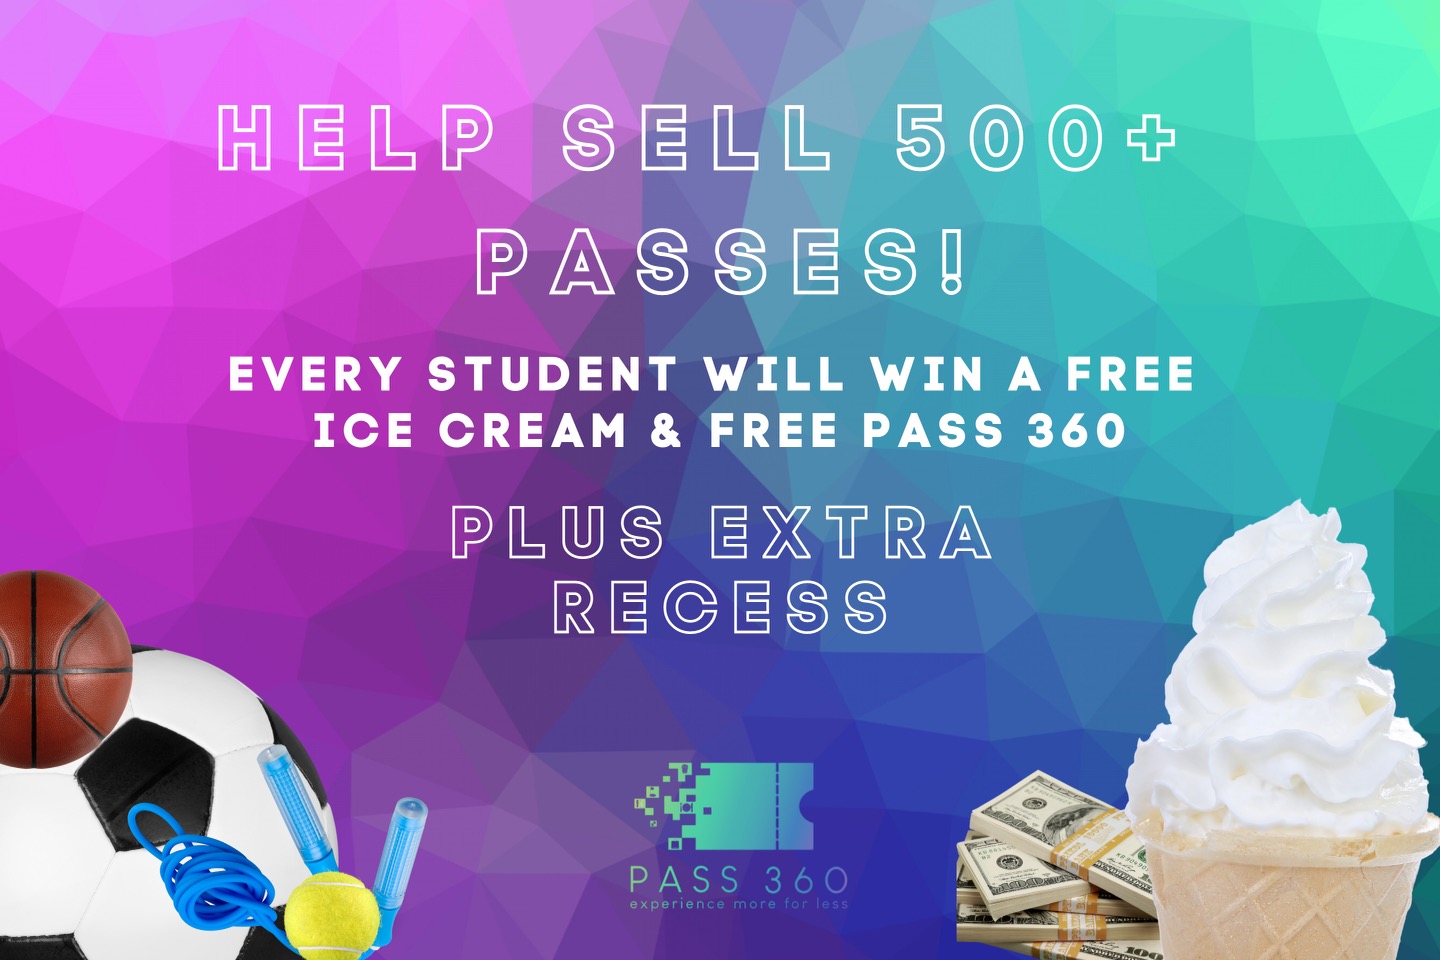 HELP SELL 500+
PASSES!
EVERY STUDENT WILL WIN A FREE
ICE CREAM & FREE PASS 360
PLUS EXTRA
RECESS
PASS 360
experience more for less
100